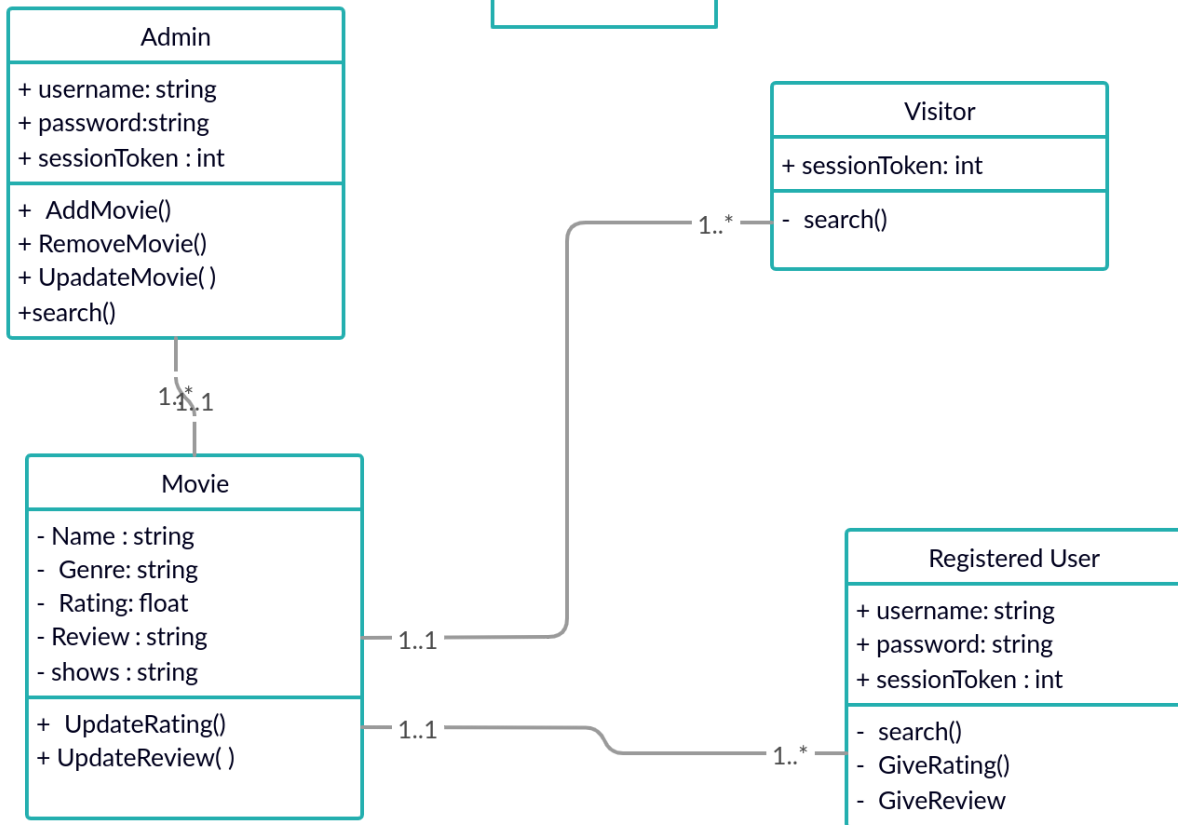 Admin
+ username: string
+ password:string
+ sessionToken : int
+ AddMovie()
+ RemoveMovie()
+ UpadateMovie( )
+search()
Visitor
+ sessionToken: int
- search()
1..*
1..*
1..1
Movie
- Name : string
- Genre: string
- Rating: float
- Review : string
- shows : string
+ UpdateRating()
+ UpdateReview( )
1..1
1..1
1..*
Registered User
+ username: string
+ password: string
+ sessionToken : int
- search()
- GiveRating()
- GiveReview